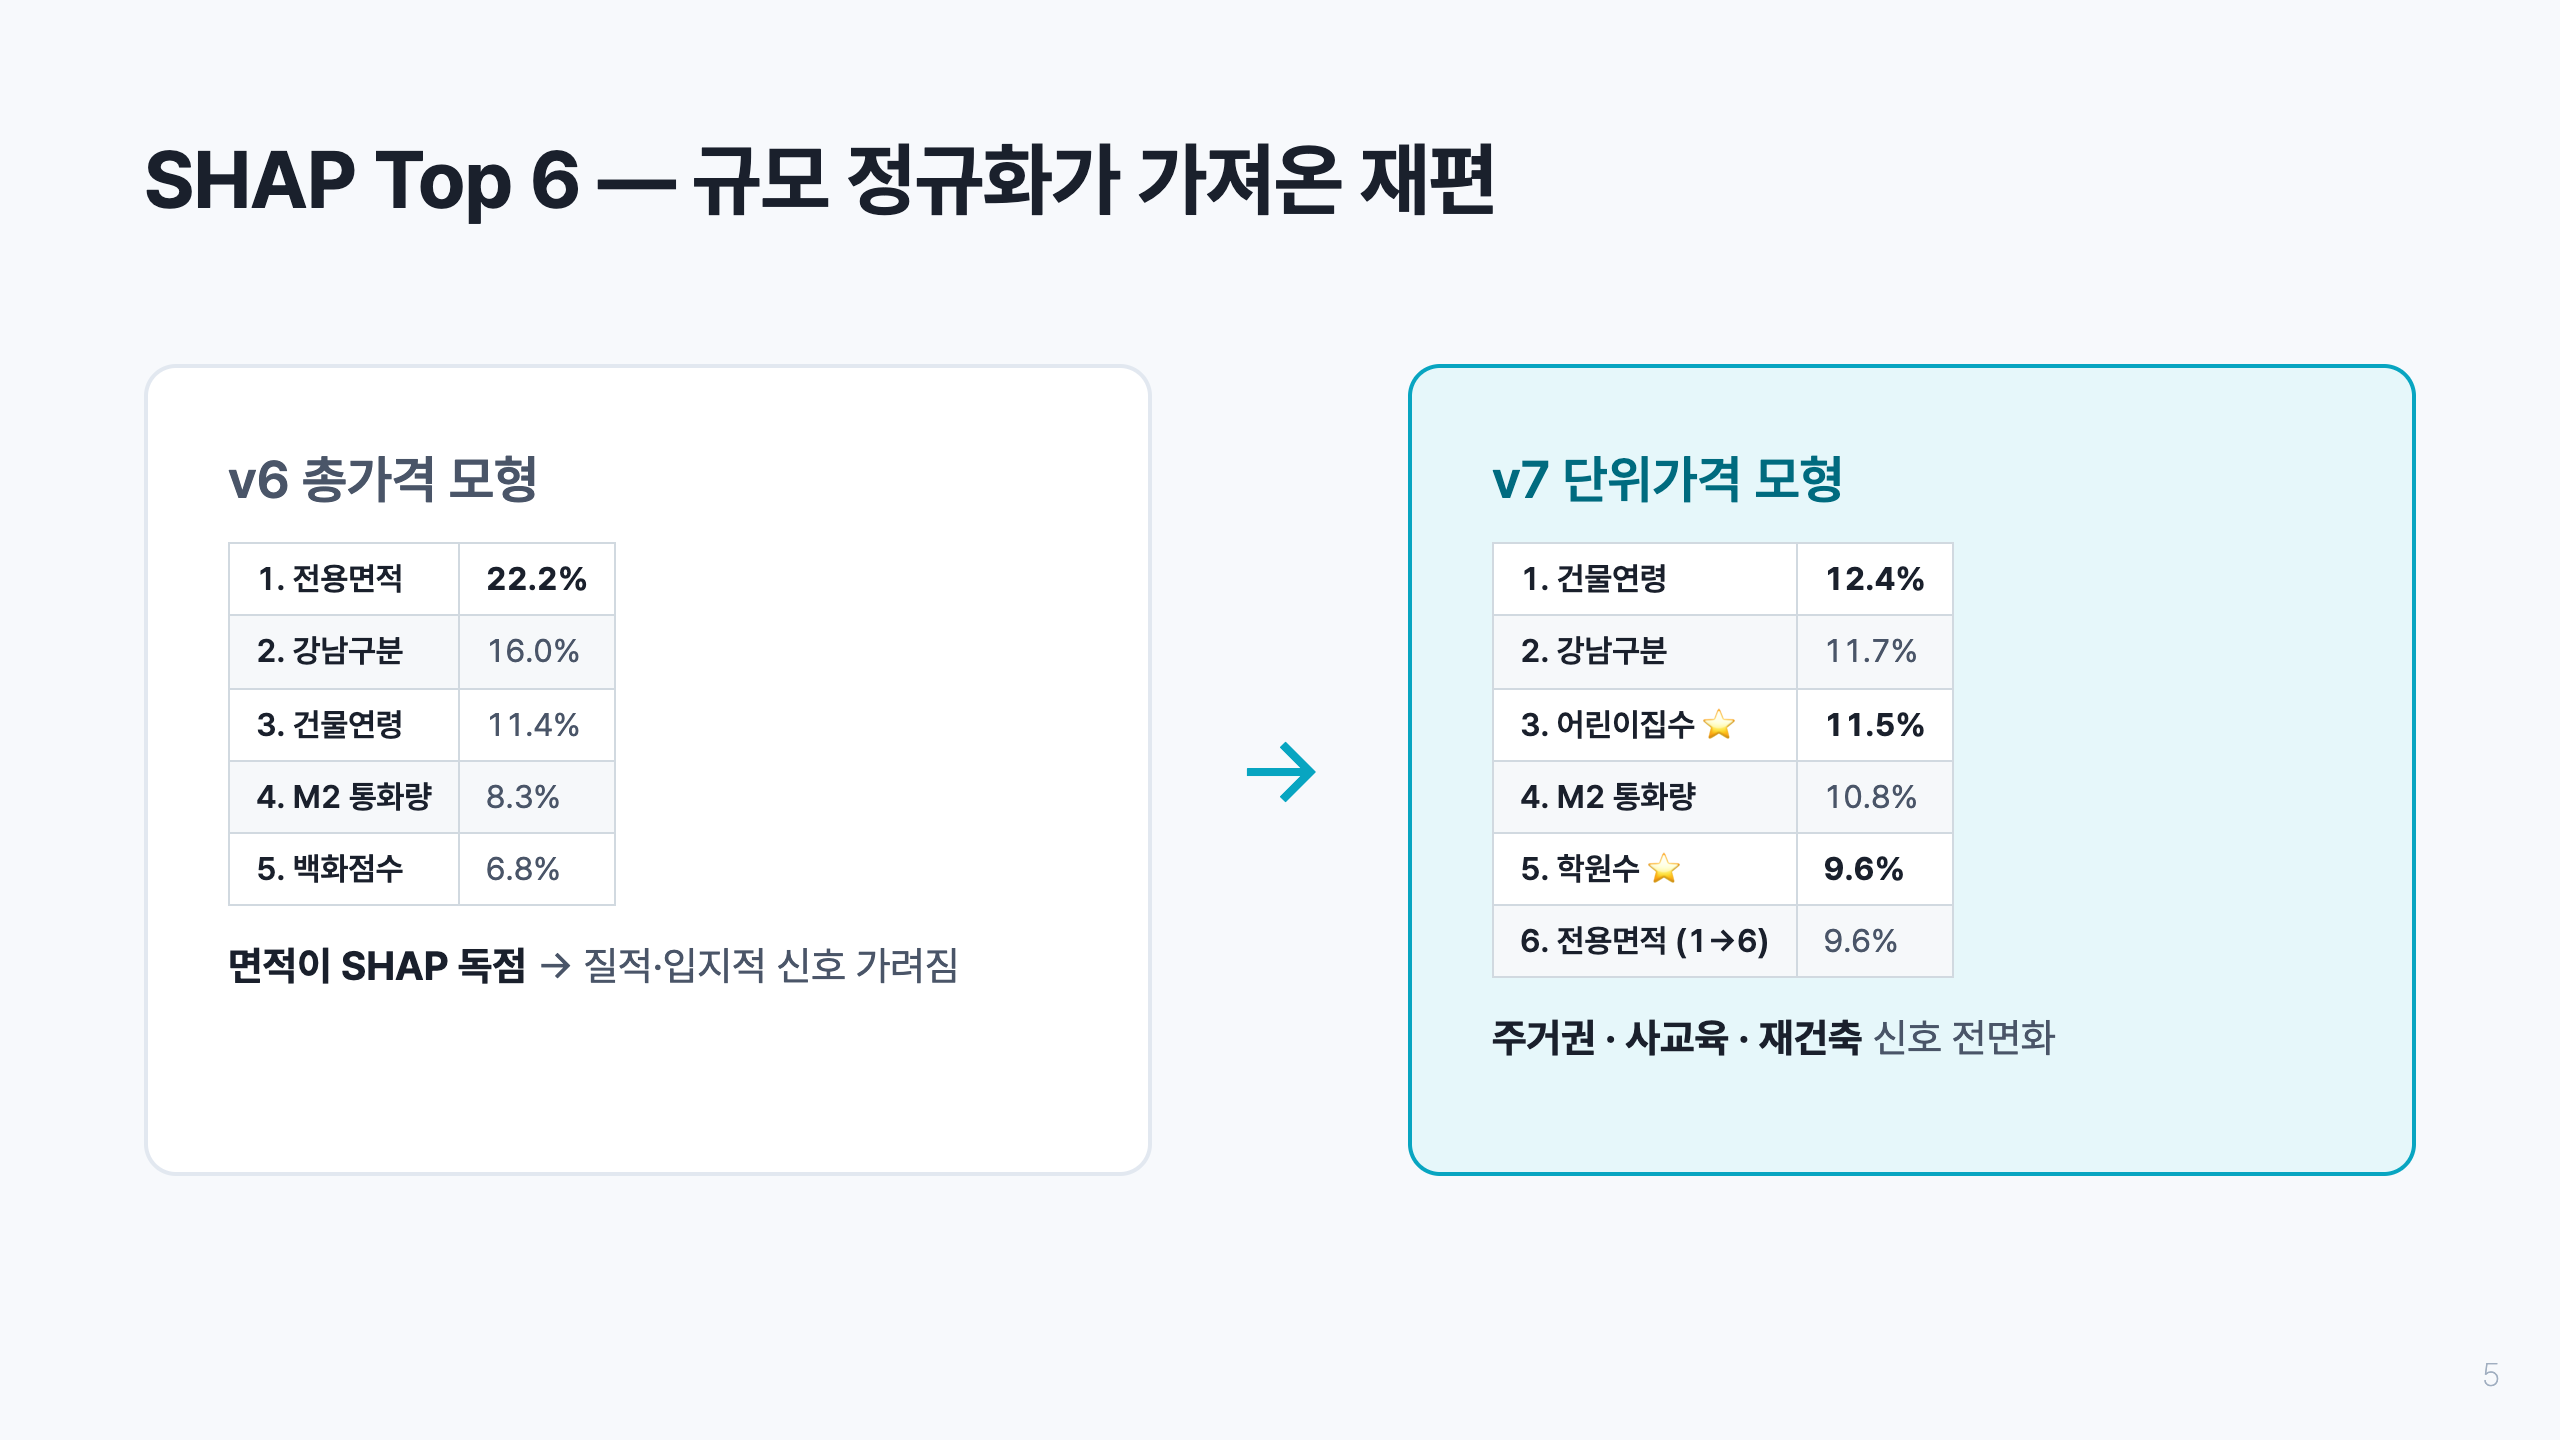 SHAP Top 6 — 규모 정규화가 가져온 재편
v6 총가격 모형
1. 전용면적 22.2%
2. 강남구분 16.0%
3. 건물연령 11.4%
4. M2 통화량 8.3%
5. 백화점수 6.8%
면적이 SHAP 독점 → 질적·입지적 신호 가려짐
→
v7 단위가격 모형
1. 건물연령 12.4%
2. 강남구분 11.7%
3. 어린이집수 ⭐ 11.5%
4. M2 통화량 10.8%
5. 학원수 ⭐ 9.6%
6. 전용면적 (1→6) 9.6%
주거권 · 사교육 · 재건축 신호 전면화
5